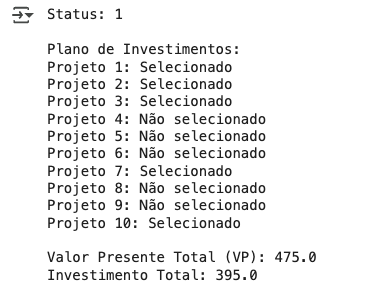 Status: 1
Plano de Investimentos:
Projeto 1: Selecionado
Projeto 2: Selecionado
Projeto 3: Selecionado
Projeto 4: Não selecionado
Projeto 5: Não selecionado
Projeto 6: Não selecionado
Projeto 7: Selecionado
Projeto 8: Não selecionado
Projeto 9: Não selecionado
Projeto 10: Selecionado
Valor Presente Total (VP): 475.0
Investimento Total: 395.0